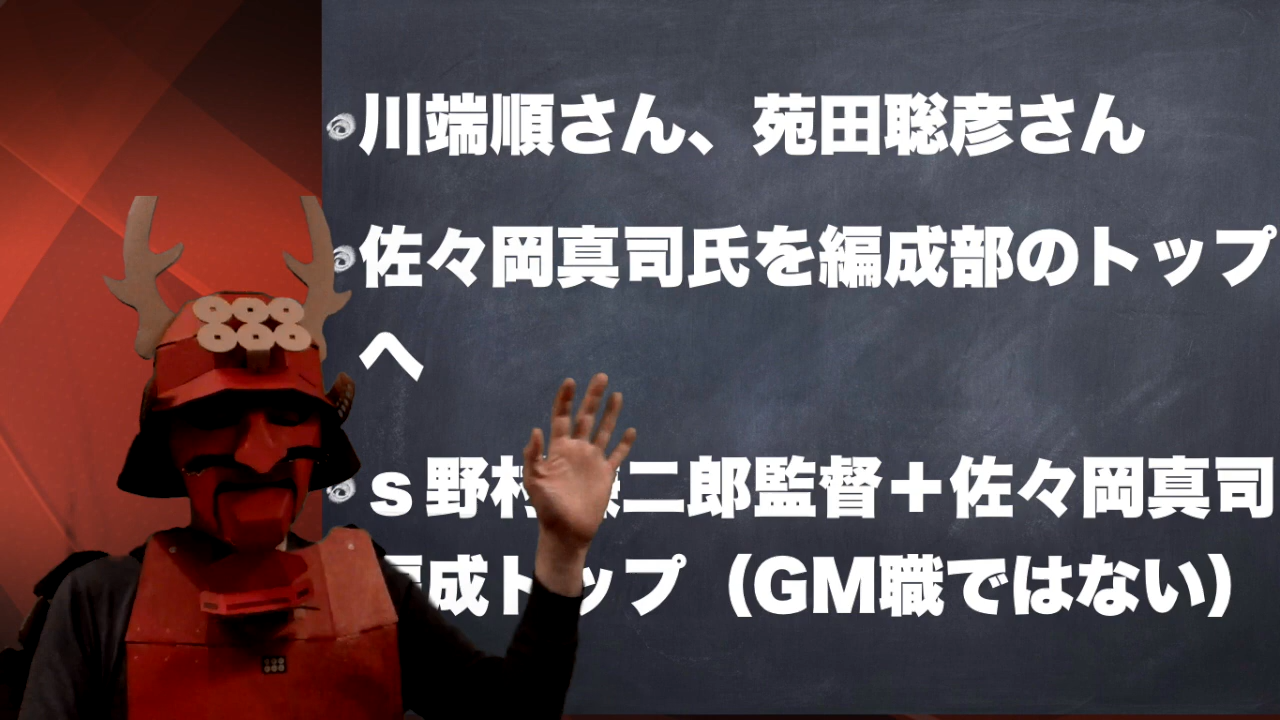 川端順さん、苑田聡彦さん
佐々岡真司氏を編成部のトップ
へ
ｓ野村二郎監督＋佐々岡真司
成トップ（GM職ではない）